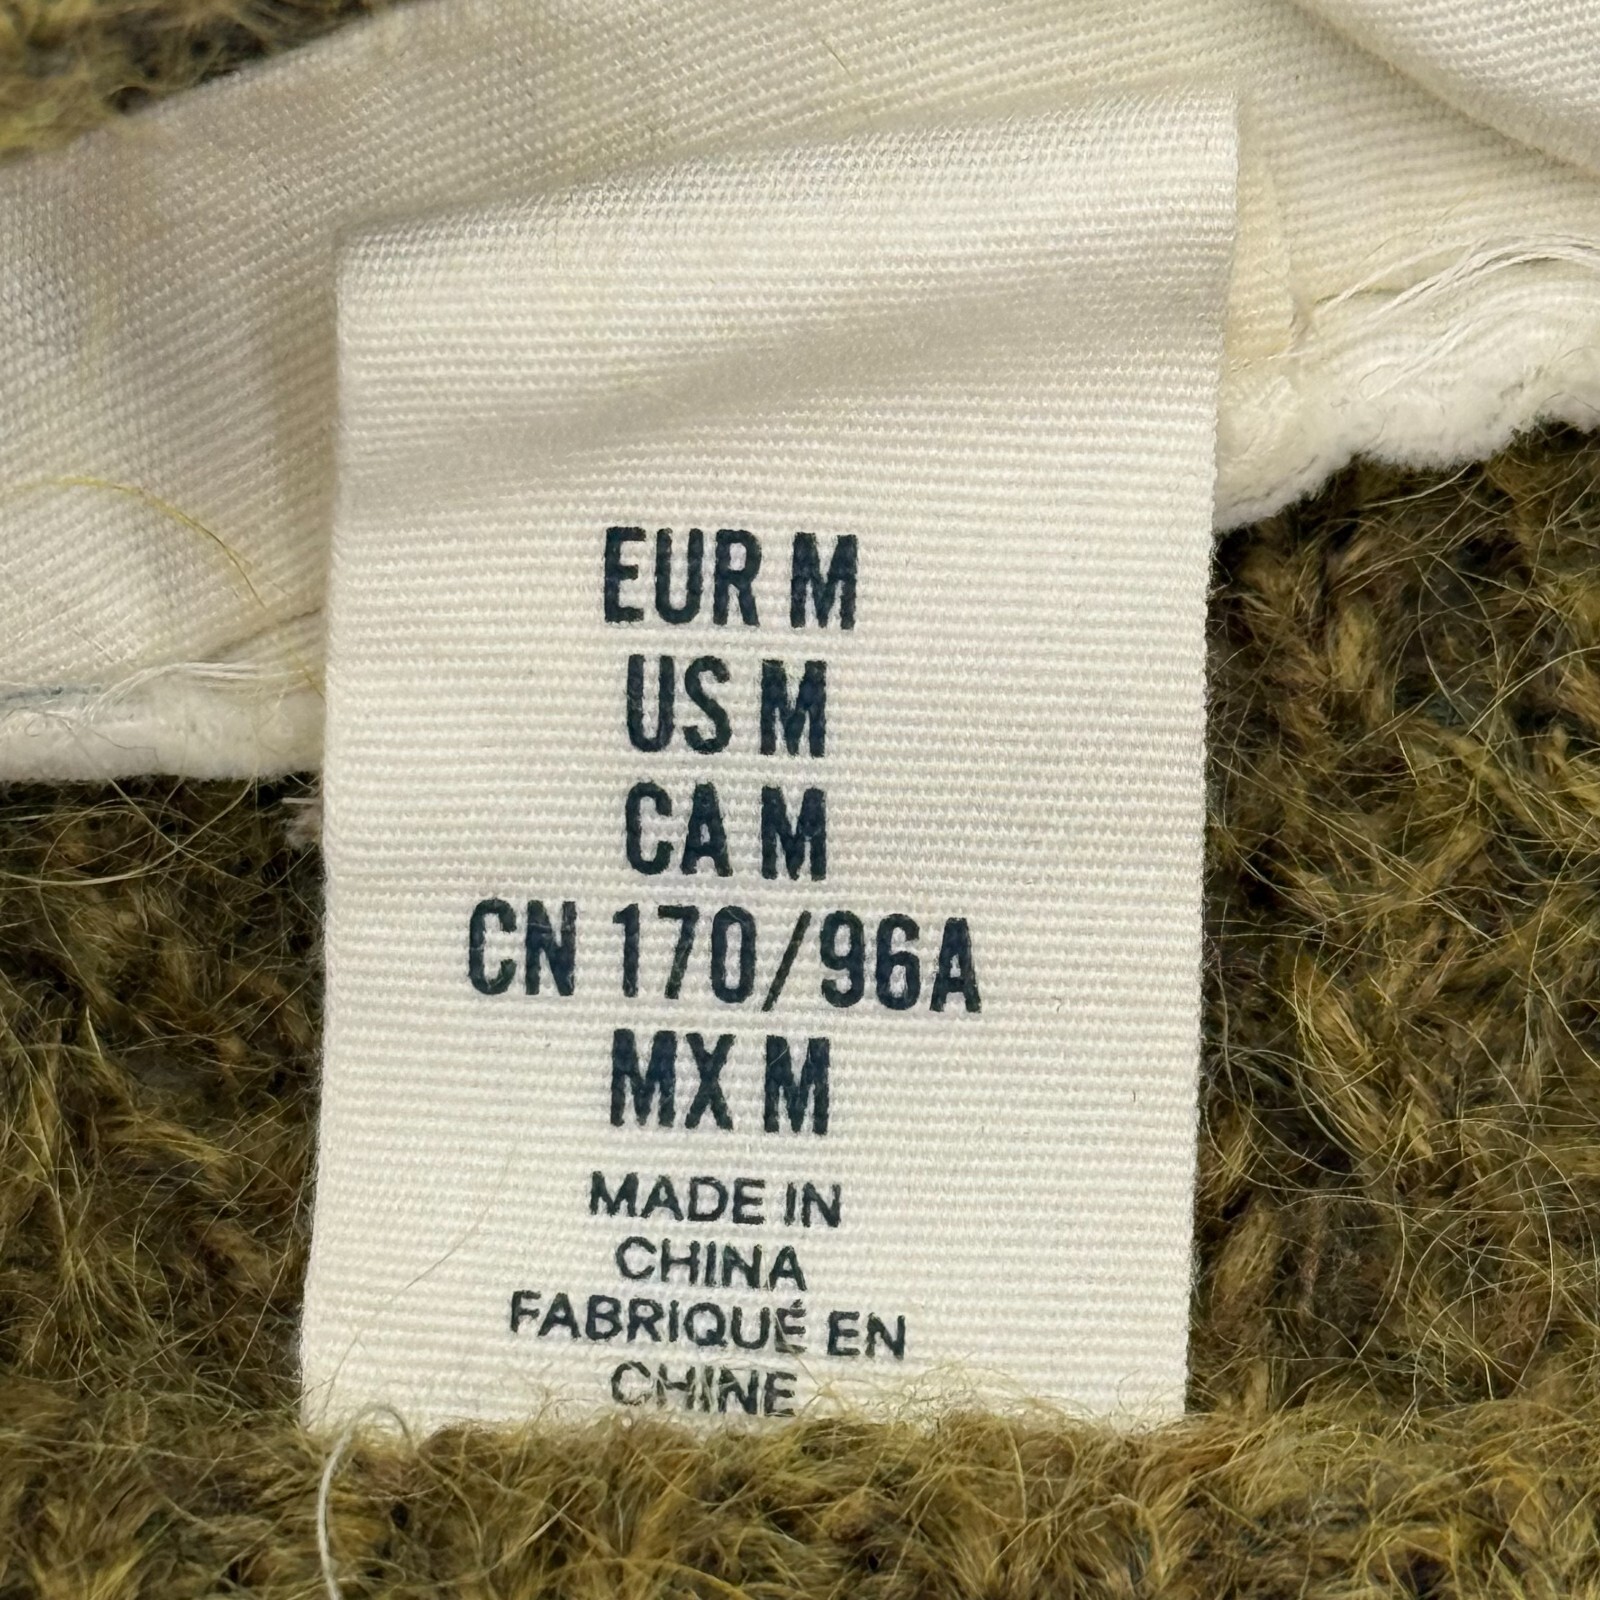 EUR M
US M
CA M
CN 170/96A
MX M
MADE IN
CHINA
FABRIQUÉ EN
CHINE